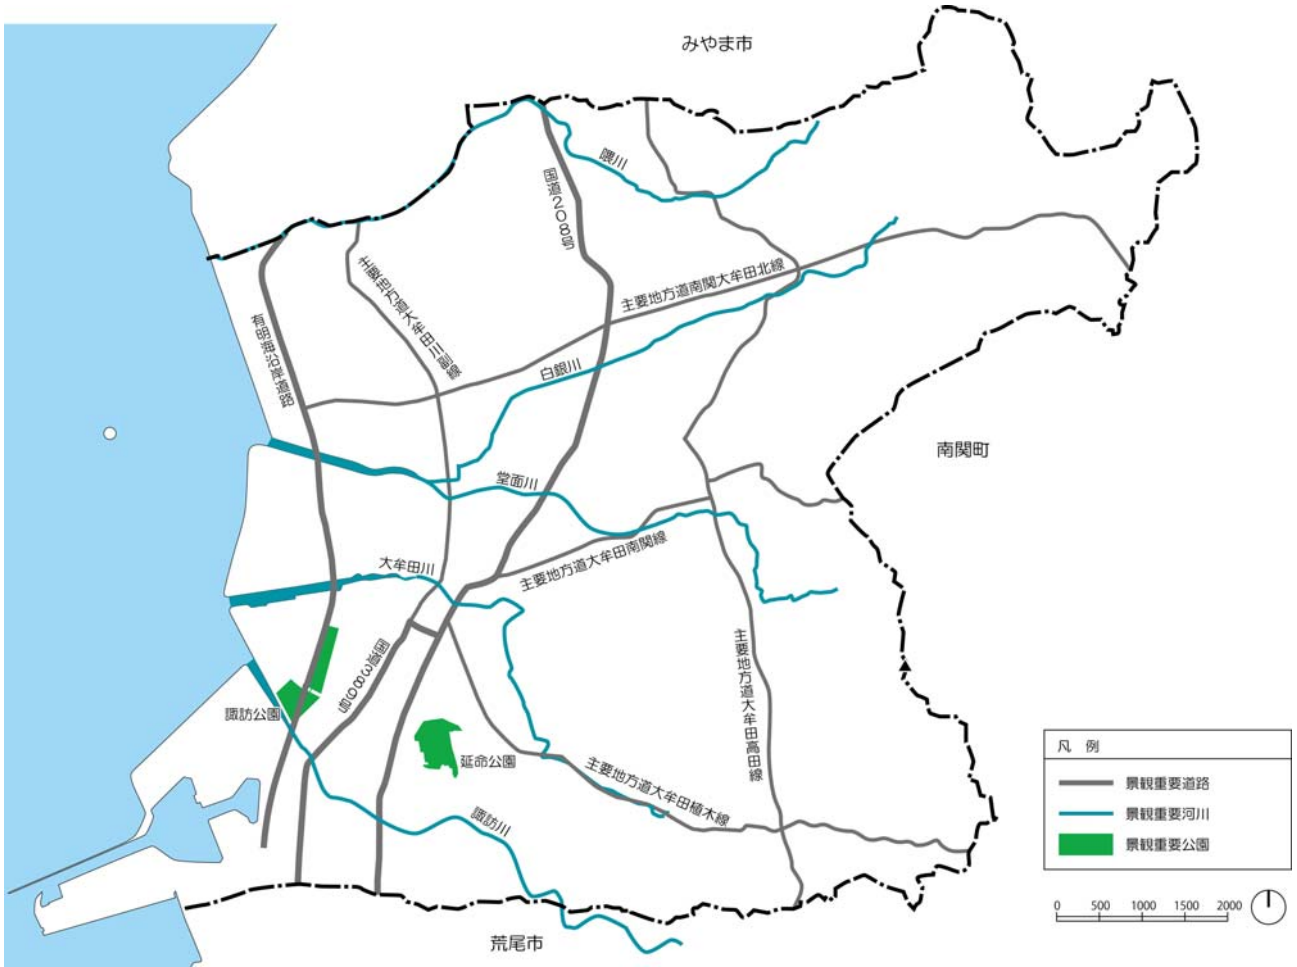 みやま市
隈川
国道208号
主要地方道大牟田川副線
主要地方道南関大牟田北線
有明海沿岸道路
白銀川
南関町
堂面川
大牟田川
主要地方道大牟田南関線
国道389号
主要地方道大牟田高田線
諏訪公園
延命公園
主要地方道大牟田植木線
諏訪川
荒尾市
凡 例
景観重要道路
景観重要河川
景観重要公園
0 500 1000 1500 2000